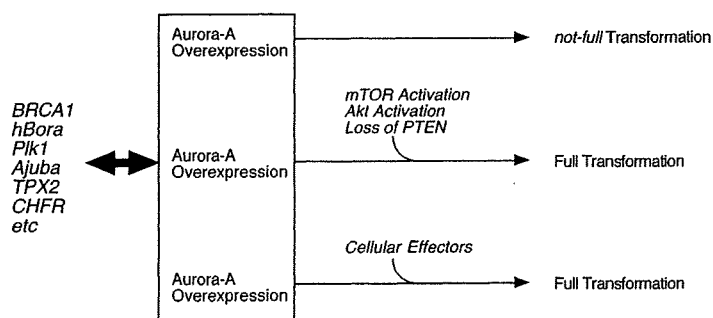 Aurora-A
Overexpression
not-full Transformation
BRCA1
hBora
Plk1
Ajuba
TPX2
CHFR
etc
mTOR Activation
Akt Activation
Loss of PTEN
Aurora-A
Overexpression
Full Transformation
Cellular Effectors
Aurora-A
Overexpression
Full Transformation